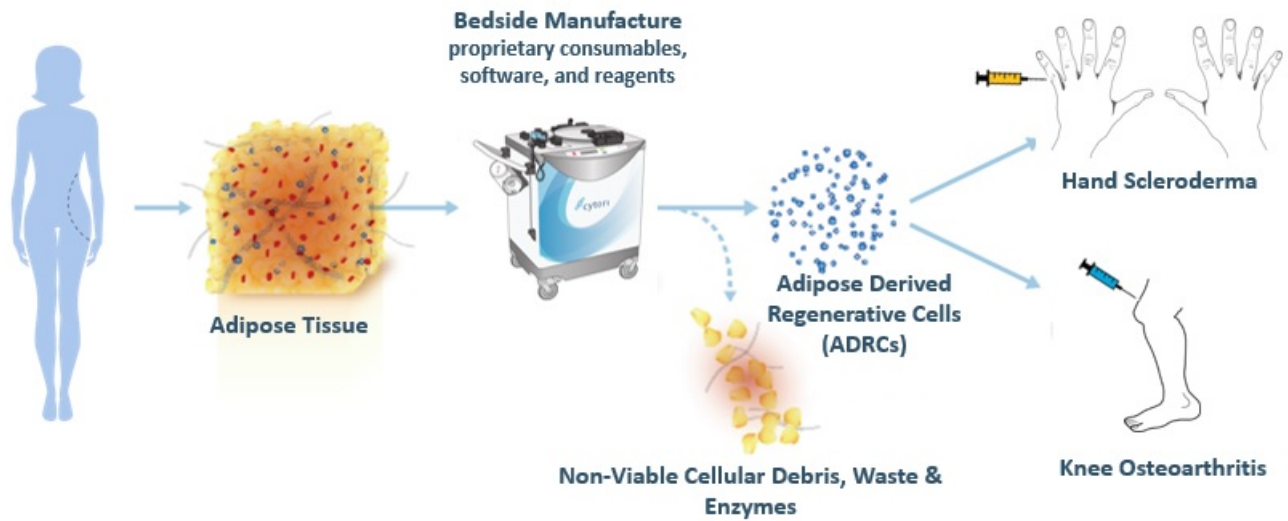 Bedside Manufacture
proprietary consumables,
software, and reagents
cytori
Adipose Tissue
Adipose Derived
Regenerative Cells
(ADRCs)
Non-Viable Cellular Debris, Waste &
Enzymes
Hand Scleroderma
Knee Osteoarthritis